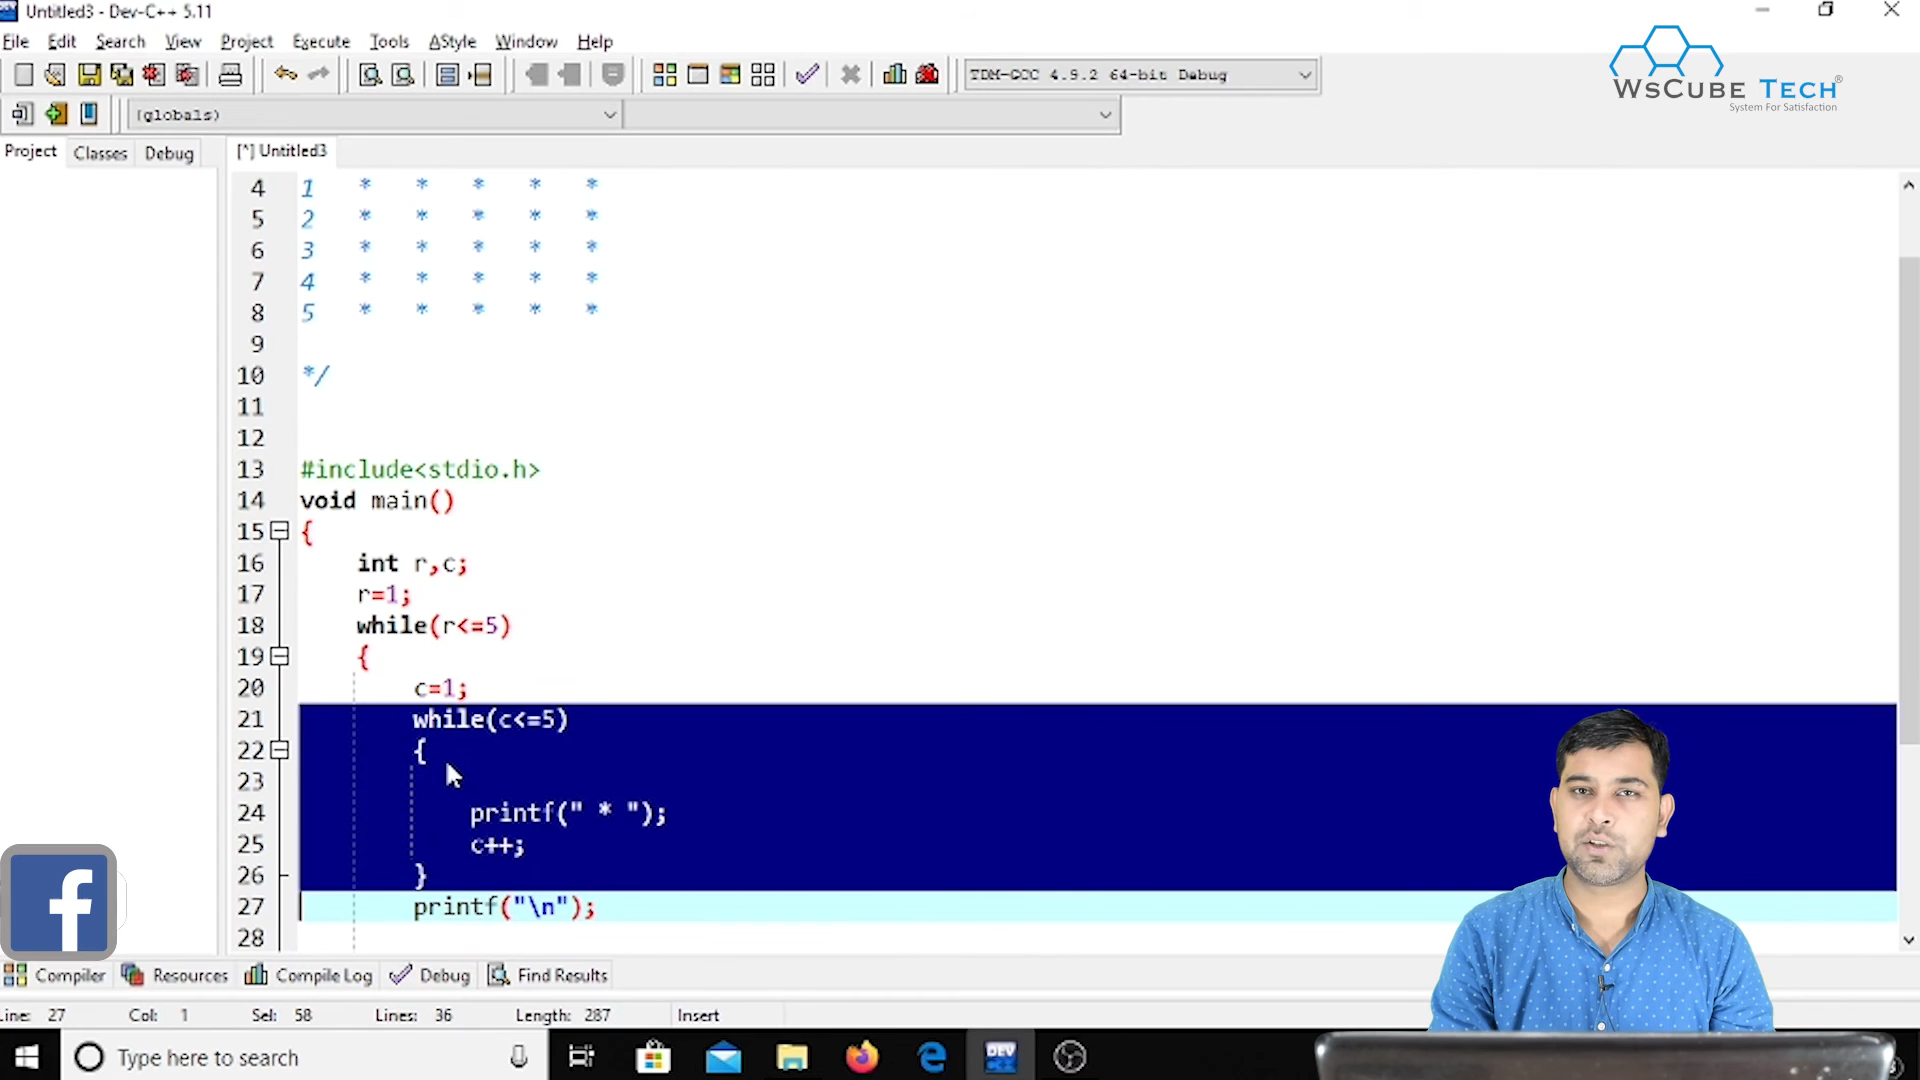 Untitled3 - Dev-C++ 5.11
File Edit Search View Project Execute Tools AStyle Window Help
TDM-GCC 4.9.2 64-bit Debug
(globals)
WsCube Tech®
System For Satisfaction
Project Classes Debug [*] Untitled3
4 1 * * * * *
5 2 * * * * *
6 3 * * * * *
7 4 * * * * *
8 5 * * * * *
9
10 */
11
12
13 #include<stdio.h>
14 void main()
15 {
16 int r,c;
17 r=1;
18 while(r<=5)
19 {
20 c=1;
21 while(c<=5)
22 {
23
24 printf(" * ");
25 c++;
26 }
27 printf("\n");
28
f
Compiler Resources Compile Log Debug Find Results
Line: 27 Col: 1 Sel: 58 Lines: 36 Length: 287 Insert
Type here to search
DEV